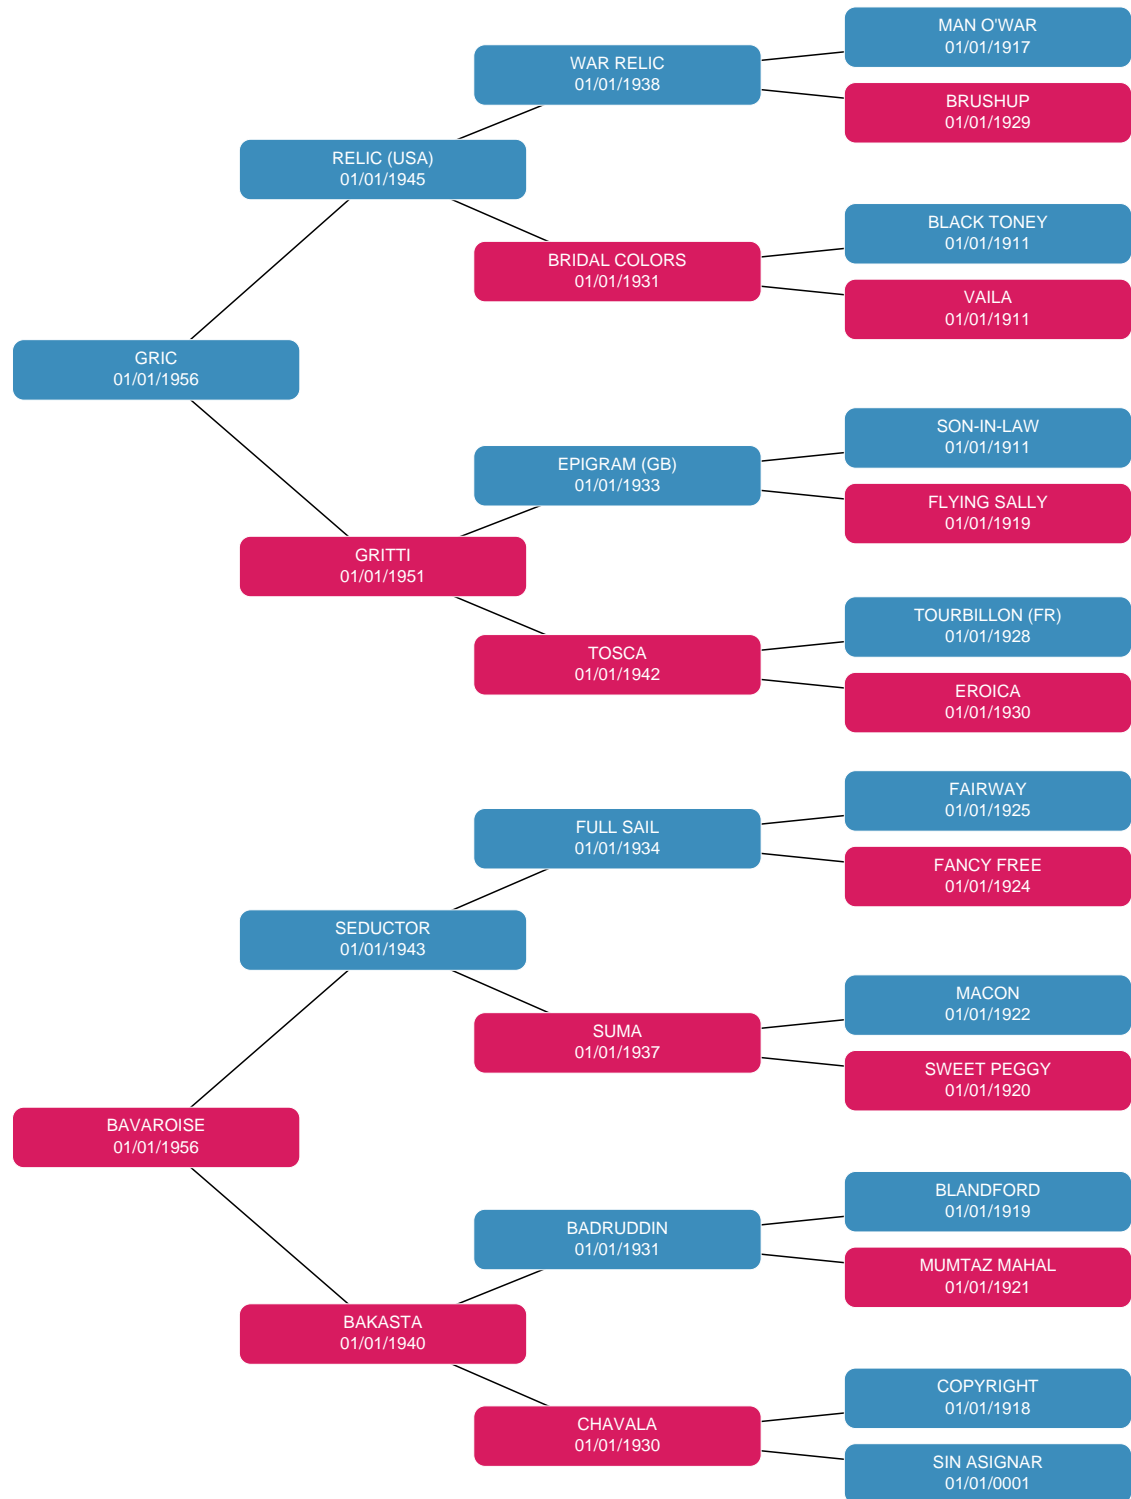 MAN O'WAR
01/01/1917
WAR RELIC
01/01/1938
BRUSHUP
01/01/1929
RELIC (USA)
01/01/1945
BLACK TONEY
01/01/1911
BRIDAL COLORS
01/01/1931
VAILA
01/01/1911
GRIC
01/01/1956
SON-IN-LAW
01/01/1911
EPIGRAM (GB)
01/01/1933
FLYING SALLY
01/01/1919
GRITTI
01/01/1951
TOURBILLON (FR)
01/01/1928
TOSCA
01/01/1942
EROICA
01/01/1930
FAIRWAY
01/01/1925
FULL SAIL
01/01/1934
FANCY FREE
01/01/1924
SEDUCTOR
01/01/1943
MACON
01/01/1922
SUMA
01/01/1937
SWEET PEGGY
01/01/1920
BAVAROISE
01/01/1956
BLANDFORD
01/01/1919
BADRUDDIN
01/01/1931
MUMTAZ MAHAL
01/01/1921
BAKASTA
01/01/1940
COPYRIGHT
01/01/1918
CHAVALA
01/01/1930
SIN ASIGNAR
01/01/0001